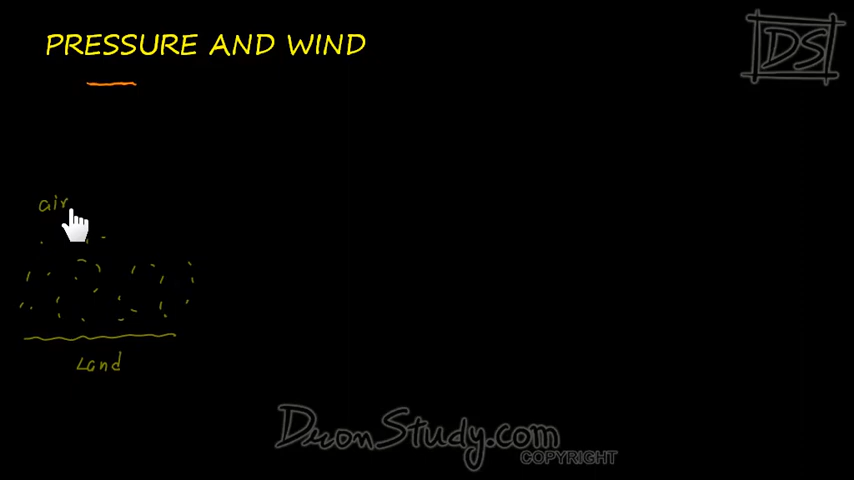 PRESSURE AND WIND
DS
air
Land
DronStudy.com
COPYRIGHT